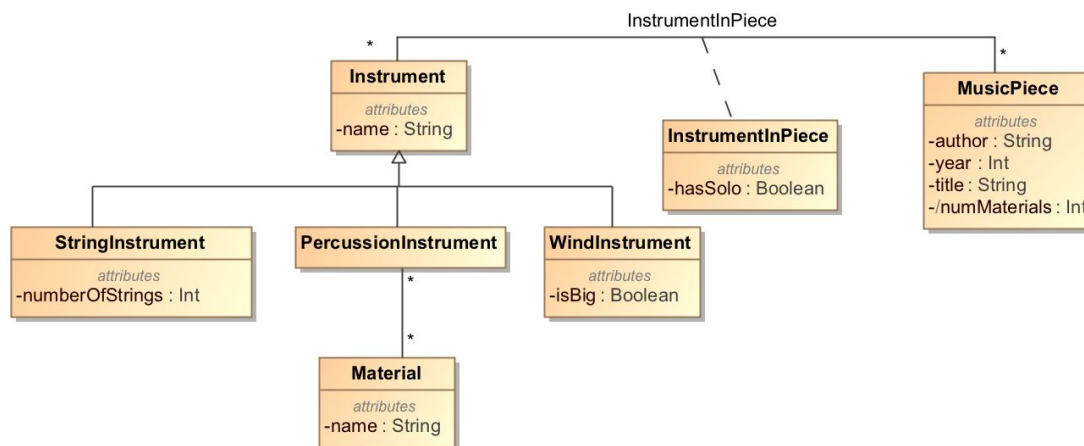 InstrumentInPiece
*
*
Instrument
attributes
-name : String
InstrumentInPiece
attributes
-hasSolo : Boolean
MusicPiece
attributes
-author : String
-year : Int
-title : String
-/numMaterials : Int
StringInstrument
attributes
-numberOfStrings : Int
PercussionInstrument
WindInstrument
attributes
-isBig : Boolean
*
*
Material
attributes
-name : String